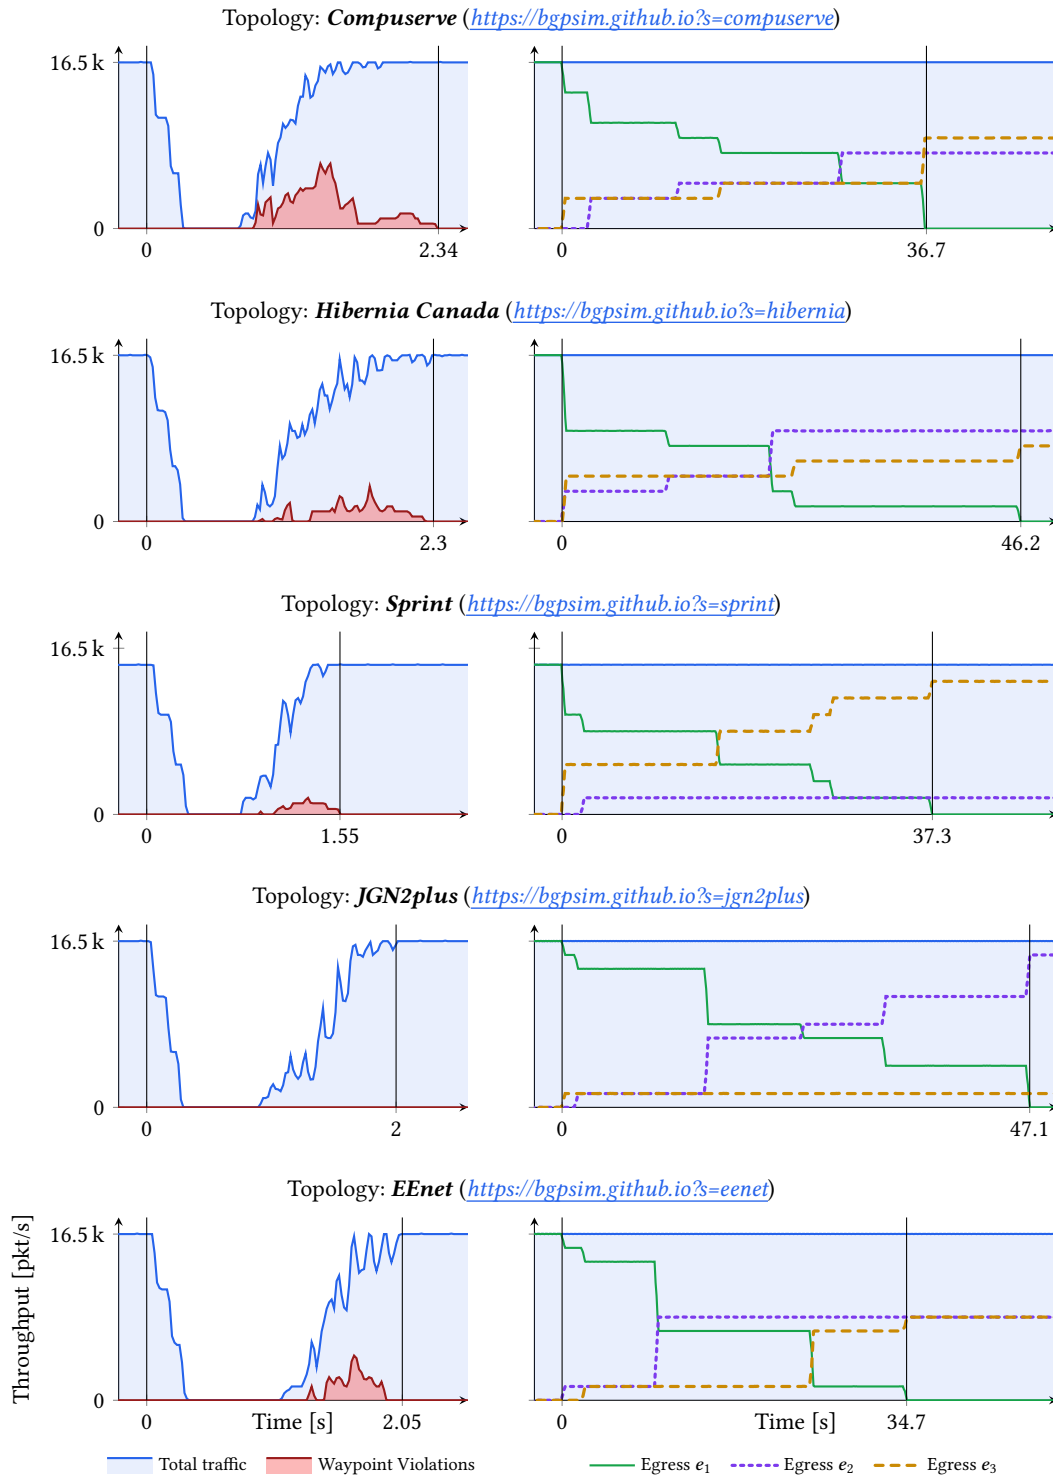 Topology: Compuserve (https://bgpsim.github.io?s=compuserve)
16.5 k
0
0 2.34 0 36.7
Topology: Hibernia Canada (https://bgpsim.github.io?s=hibernia)
16.5 k
0
0 2.3 0 46.2
Topology: Sprint (https://bgpsim.github.io?s=sprint)
16.5 k
0
0 1.55 0 37.3
Topology: JGN2plus (https://bgpsim.github.io?s=jgn2plus)
16.5 k
0
0 2 0 47.1
Topology: EEnet (https://bgpsim.github.io?s=eenet)
Throughput [pkt/s]
16.5 k
0
0 Time [s] 2.05 0 Time [s] 34.7
Total traffic Waypoint Violations Egress e₁ Egress e₂ Egress e₃